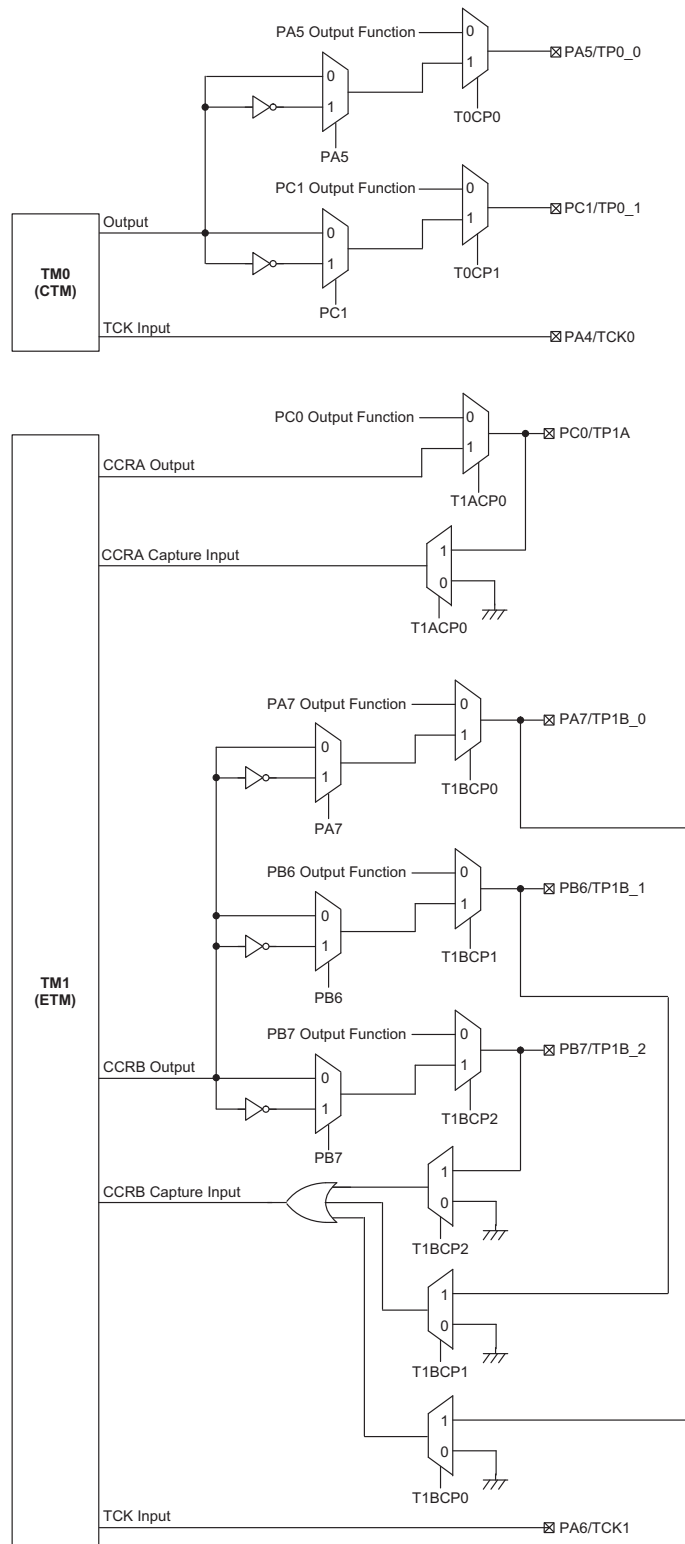 PA5 Output Function
0
1
PA5/TP0_0
T0CP0
0
1
PA5
PC1 Output Function
0
1
PC1/TP0_1
T0CP1
Output
0
1
PC1
TM0
(CTM)
TCK Input
PA4/TCK0
PC0 Output Function
0
1
PC0/TP1A
T1ACP0
CCRA Output
CCRA Capture Input
1
0
T1ACP0
PA7 Output Function
0
1
PA7/TP1B_0
T1BCP0
0
1
PA7
PB6 Output Function
0
1
PB6/TP1B_1
T1BCP1
0
1
PB6
TM1
(ETM)
PB7 Output Function
0
1
PB7/TP1B_2
T1BCP2
CCRB Output
0
1
PB7
CCRB Capture Input
1
0
T1BCP2
1
0
T1BCP1
1
0
T1BCP0
TCK Input
PA6/TCK1